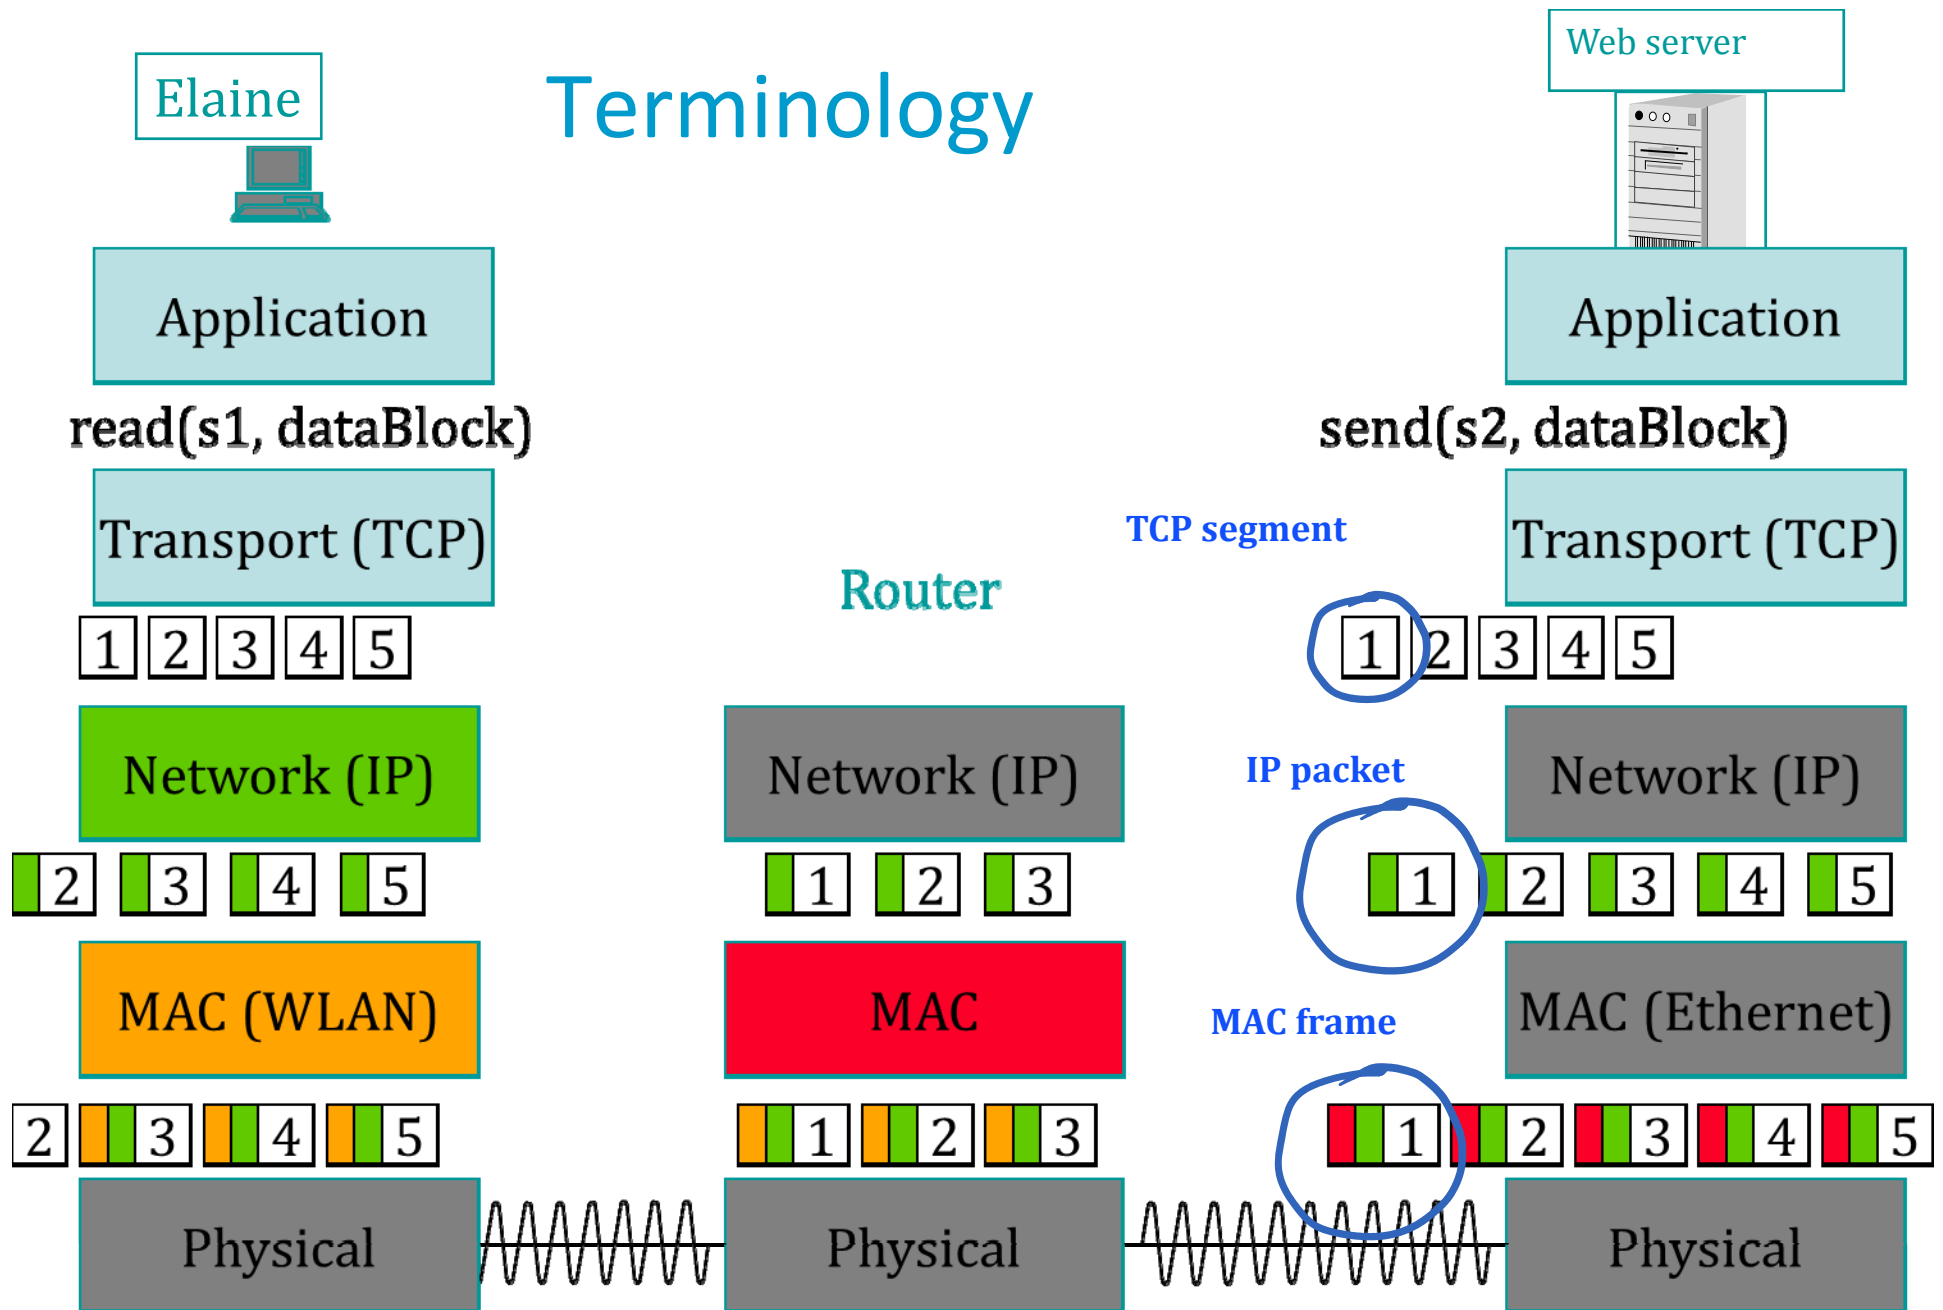 Terminology
Elaine
Web server
Application
Application
read(s1, dataBlock)
send(s2, dataBlock)
Transport (TCP)
TCP segment
Transport (TCP)
Router
1 2 3 4 5
1 2 3 4 5
Network (IP)
Network (IP)
IP packet
Network (IP)
2 3 4 5
1 2 3
1 2 3 4 5
MAC (WLAN)
MAC
MAC frame
MAC (Ethernet)
2 3 4 5
1 2 3
1 2 3 4 5
Physical
Physical
Physical